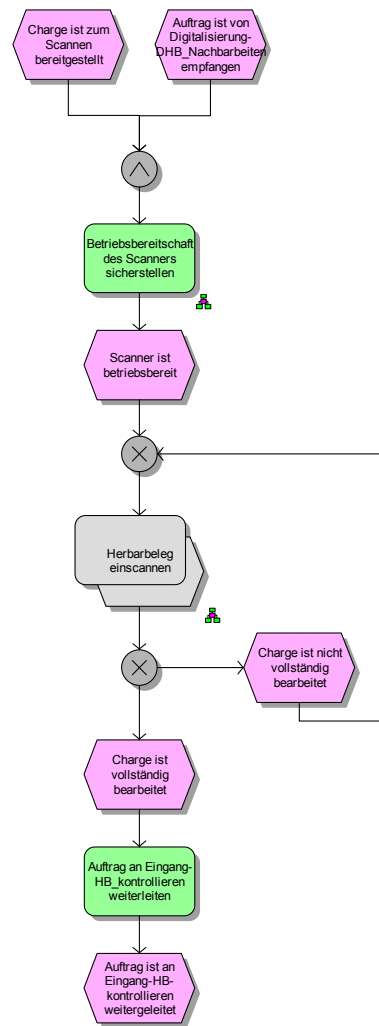 Charge ist zum
Scannen
bereitgestellt
Auftrag ist von
Digitalisierung-
DHB_Nachbarbeiten
empfangen
Betriebsbereitschaft
des Scanners
sicherstellen
Scanner ist
betriebsbereit
Herbarbeleg
einscannen
Charge ist nicht
vollständig
bearbeitet
Charge ist
vollständig
bearbeitet
Auftrag an Eingang-
HB_kontrollieren
weiterleiten
Auftrag ist an
Eingang-HB-
kontrollieren
weitergeleitet